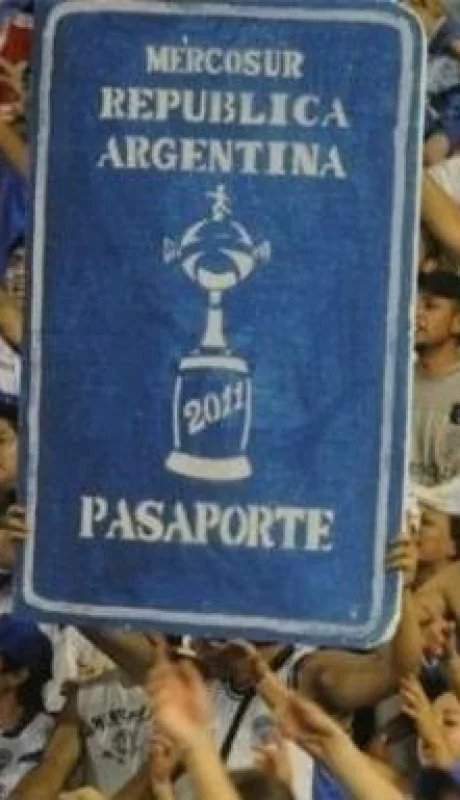 MERCOSUR
REPUBLICA
ARGENTINA
2011
PASAPORTE